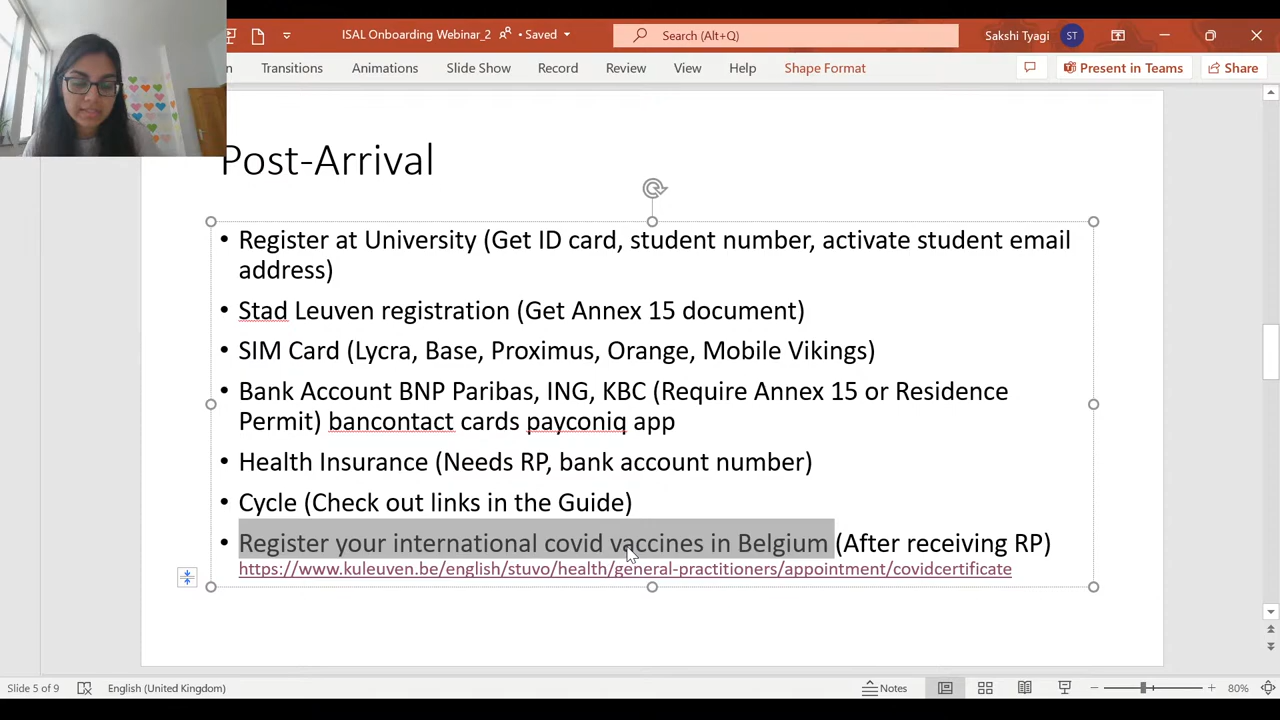 ISAL Onboarding Webinar_2
• Saved
Search (Alt+Q)
Sakshi Tyagi
ST
Transitions
Animations
Slide Show
Record
Review
View
Help
Shape Format
Present in Teams
Share
Post-Arrival
• Register at University (Get ID card, student number, activate student email
address)
• Stad Leuven registration (Get Annex 15 document)
• SIM Card (Lycra, Base, Proximus, Orange, Mobile Vikings)
• Bank Account BNP Paribas, ING, KBC (Require Annex 15 or Residence
Permit) bancontact cards payconiq app
• Health Insurance (Needs RP, bank account number)
• Cycle (Check out links in the Guide)
• Register your international covid vaccines in Belgium (After receiving RP)
https://www.kuleuven.be/english/stuvo/health/general-practitioners/appointment/covidcertificate
Slide 5 of 9
English (United Kingdom)
Notes
80%